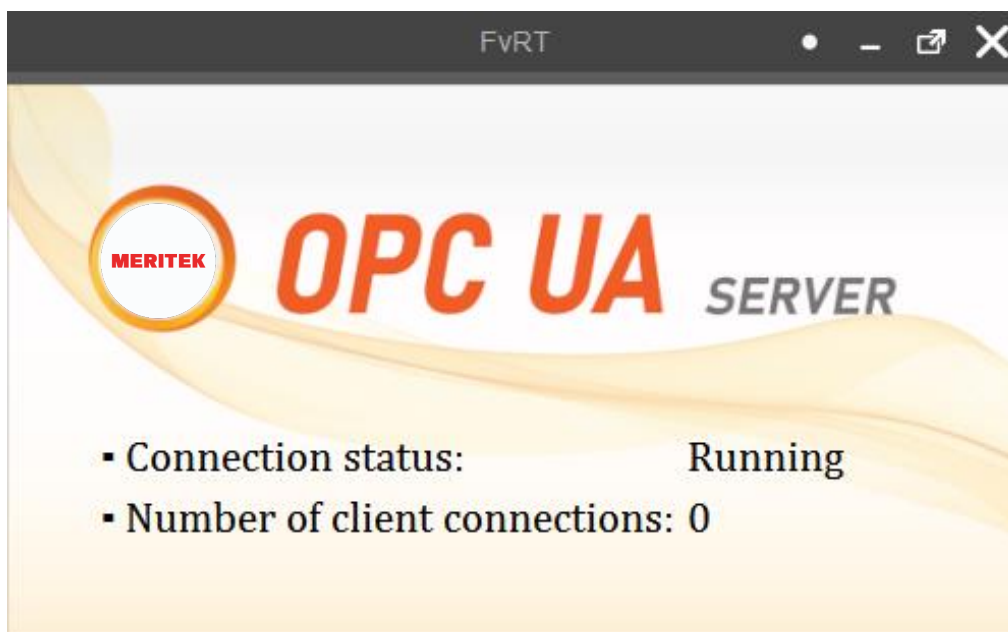 FvRT
MERITEK
OPC UA SERVER
▪ Connection status: Running
▪ Number of client connections: 0